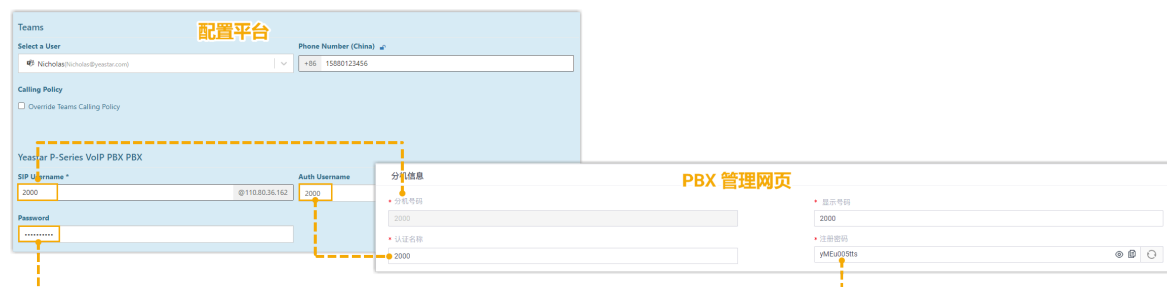 Teams
配置平台
Select a User
Phone Number (China)
Nicholas(Nicholas@yeastar.com)
+86 15880123456
Calling Policy
Override Teams Calling Policy
Yeastar P-Series VoIP PBX PBX
SIP Username *
Auth Username
2000
@110.80.36.162
2000
Password
··········
分机信息
PBX 管理网页
* 分机号码
* 显示号码
2000
2000
* 认证名称
* 注册密码
2000
yMEu005tts